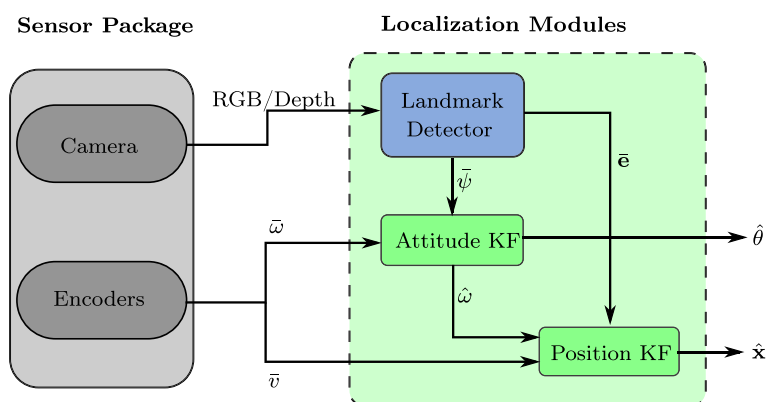 Sensor Package
Localization Modules
RGB/Depth
Landmark
Detector
Camera
ē
ψ̄
ω̄
Attitude KF
θ̂
Encoders
ω̂
Position KF
x̂
v̄